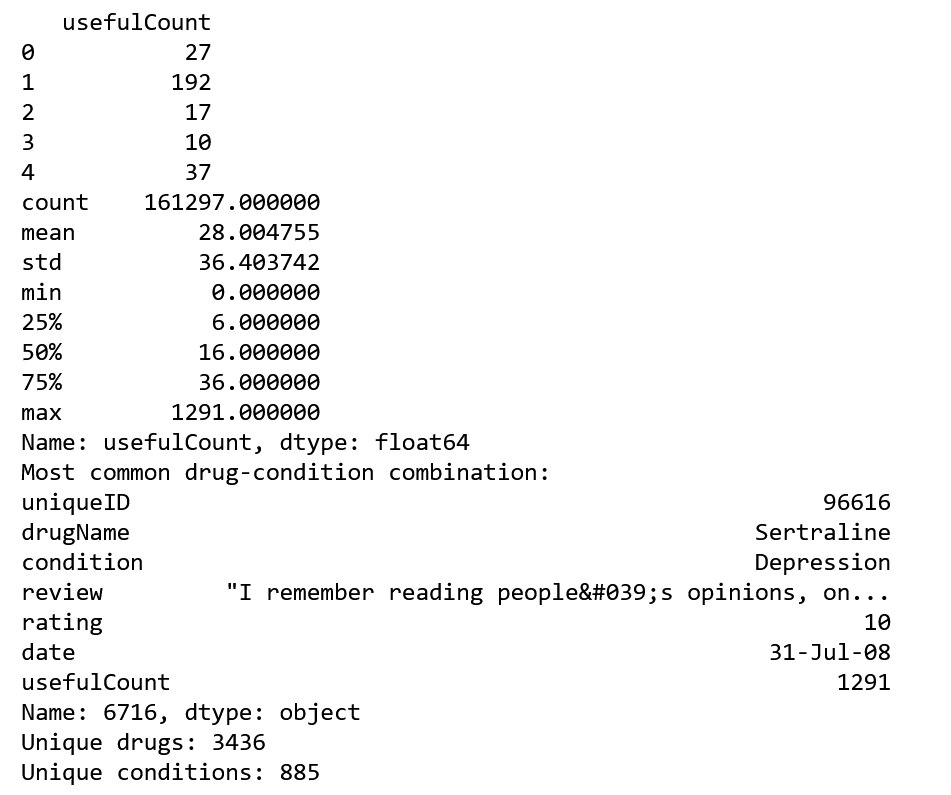 usefulCount
0 27
1 192
2 17
3 10
4 37
count 161297.000000
mean 28.004755
std 36.403742
min 0.000000
25% 6.000000
50% 16.000000
75% 36.000000
max 1291.000000
Name: usefulCount, dtype: float64
Most common drug-condition combination:
uniqueID 96616
drugName Sertraline
condition Depression
review "I remember reading people&#039;s opinions, on...
rating 10
date 31-Jul-08
usefulCount 1291
Name: 6716, dtype: object
Unique drugs: 3436
Unique conditions: 885